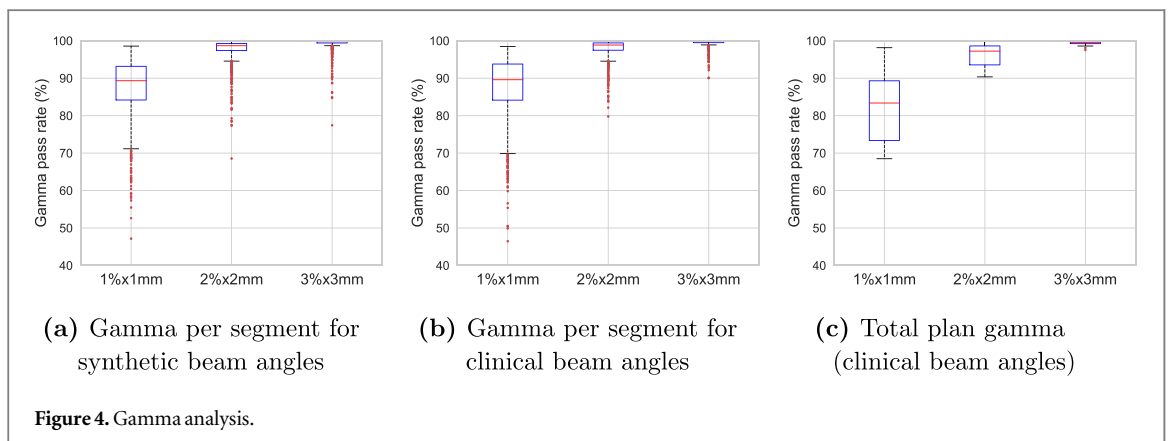 100
90
80
70
60
50
40
Gamma pass rate (%)
1%x1mm 2%x2mm 3%x3mm
(a) Gamma per segment for
synthetic beam angles
100
90
80
70
60
50
40
Gamma pass rate (%)
1%x1mm 2%x2mm 3%x3mm
(b) Gamma per segment for
clinical beam angles
100
90
80
70
60
50
40
Gamma pass rate (%)
1%x1mm 2%x2mm 3%x3mm
(c) Total plan gamma
(clinical beam angles)
Figure 4. Gamma analysis.